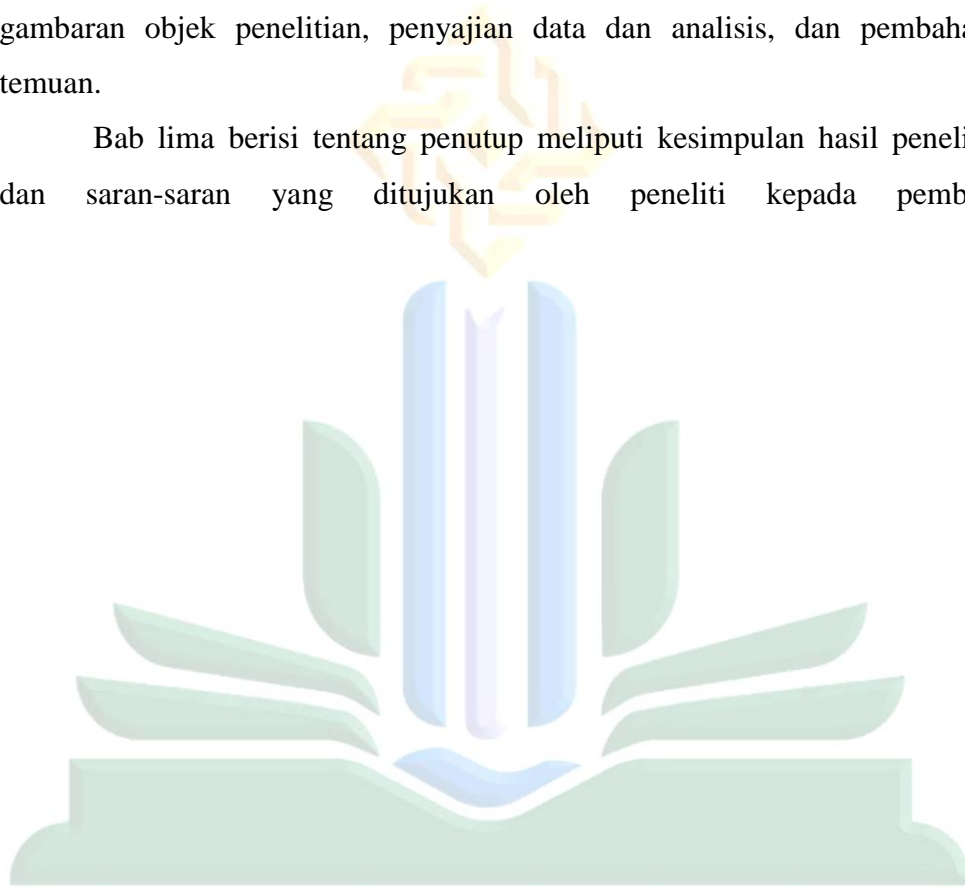 gambaran objek penelitian, penyajian data dan analisis, dan pembaha
temuan.
Bab lima berisi tentang penutup meliputi kesimpulan hasil peneli
dan saran-saran yang ditujukan oleh peneliti kepada pemb